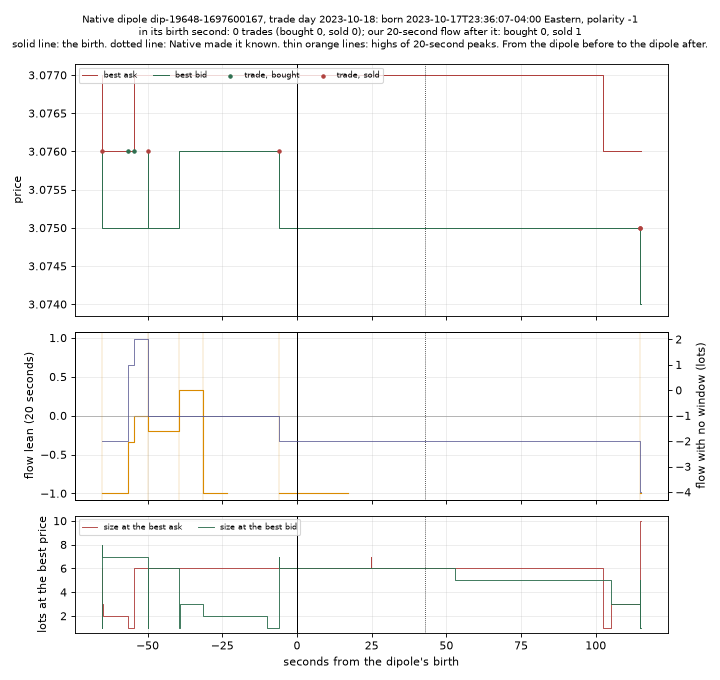 Native dipole dip-19648-1697600167, trade day 2023-10-18: born 2023-10-17T23:36:07-04:00 Eastern, polarity -1
in its birth second: 0 trades (bought 0, sold 0); our 20-second flow after it: bought 0, sold 1
solid line: the birth. dotted line: Native made it known. thin orange lines: highs of 20-second peaks. From the dipole before to the dipole after.
best ask best bid trade, bought trade, sold
3.0770
3.0765
3.0760
3.0755
3.0750
3.0745
3.0740
price
1.0
0.5
0.0
−0.5
−1.0
flow lean (20 seconds)
2
1
0
−1
−2
−3
−4
flow with no window (lots)
size at the best ask size at the best bid
10
8
6
4
2
lots at the best price
−50 −25 0 25 50 75 100
seconds from the dipole's birth